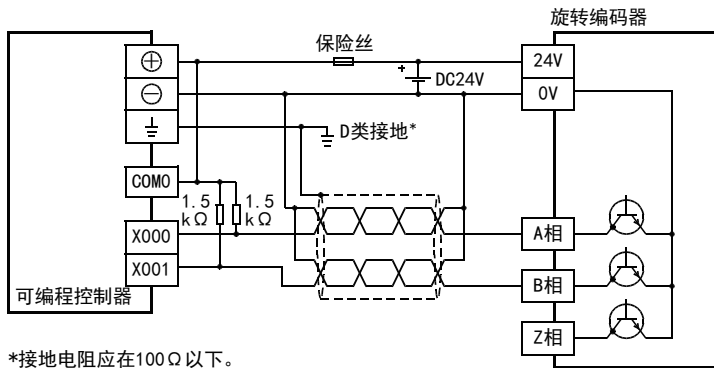 旋转编码器
保险丝
24V
DC24V
0V
D类接地*
COM0
1.5
kΩ
1.5
kΩ
X000
A相
X001
B相
可编程控制器
Z相
*接地电阻应在100Ω以下。